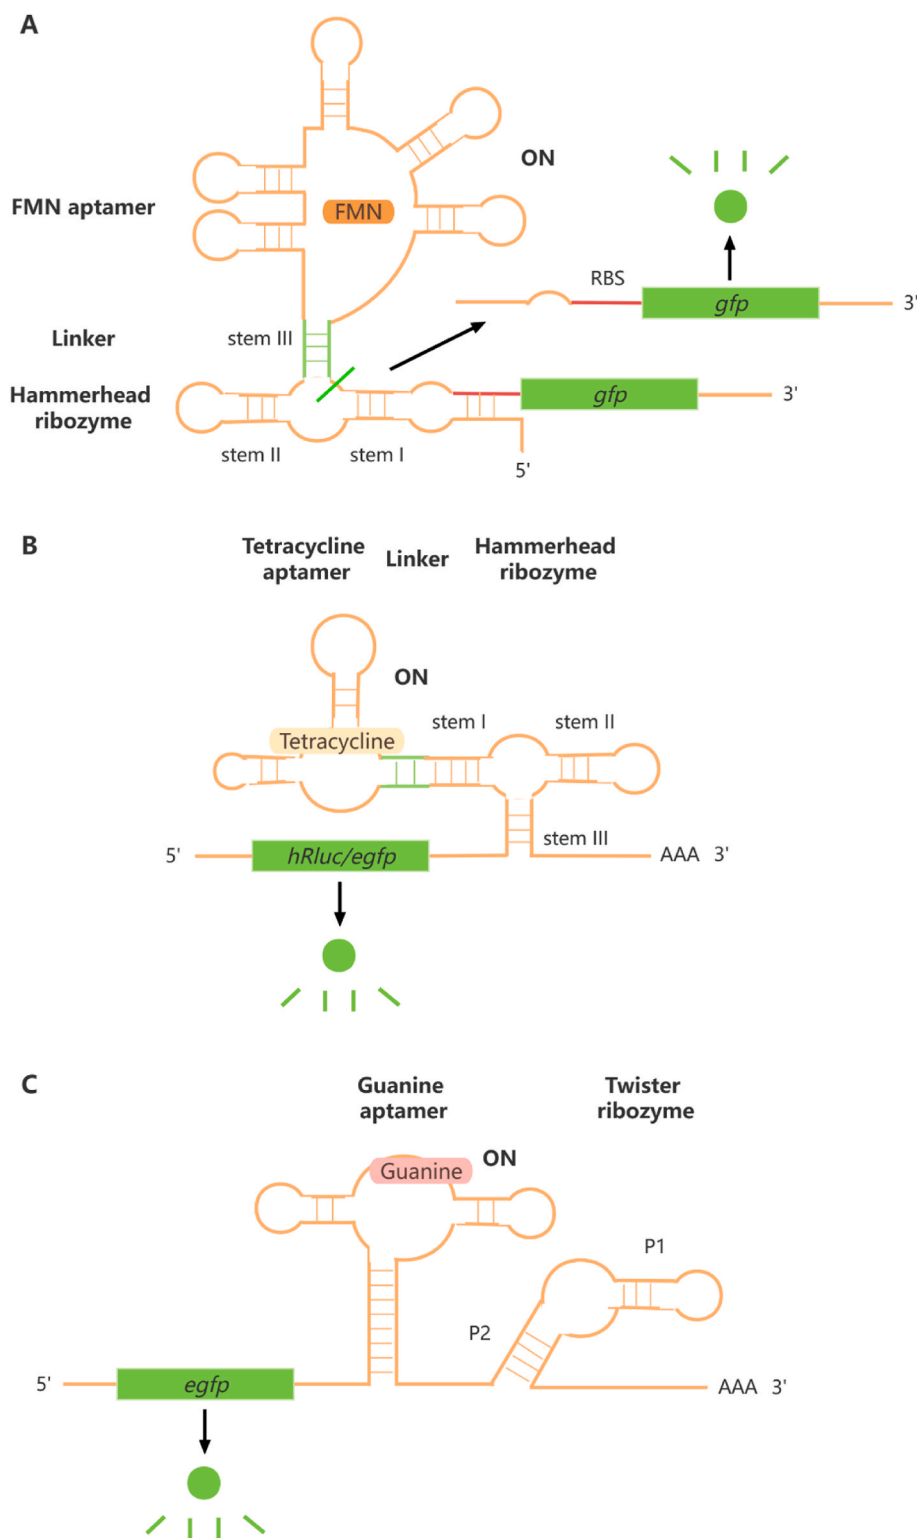 A
ON
FMN aptamer
FMN
RBS
gfp
3'
Linker
stem III
Hammerhead
ribozyme
gfp
3'
stem II
stem I
5'
B
Tetracycline
aptamer
Linker
Hammerhead
ribozyme
ON
stem I
stem II
Tetracycline
stem III
5'
hRluc/egfp
AAA 3'
C
Guanine
aptamer
Twister
ribozyme
ON
Guanine
P1
P2
5'
egfp
AAA 3'